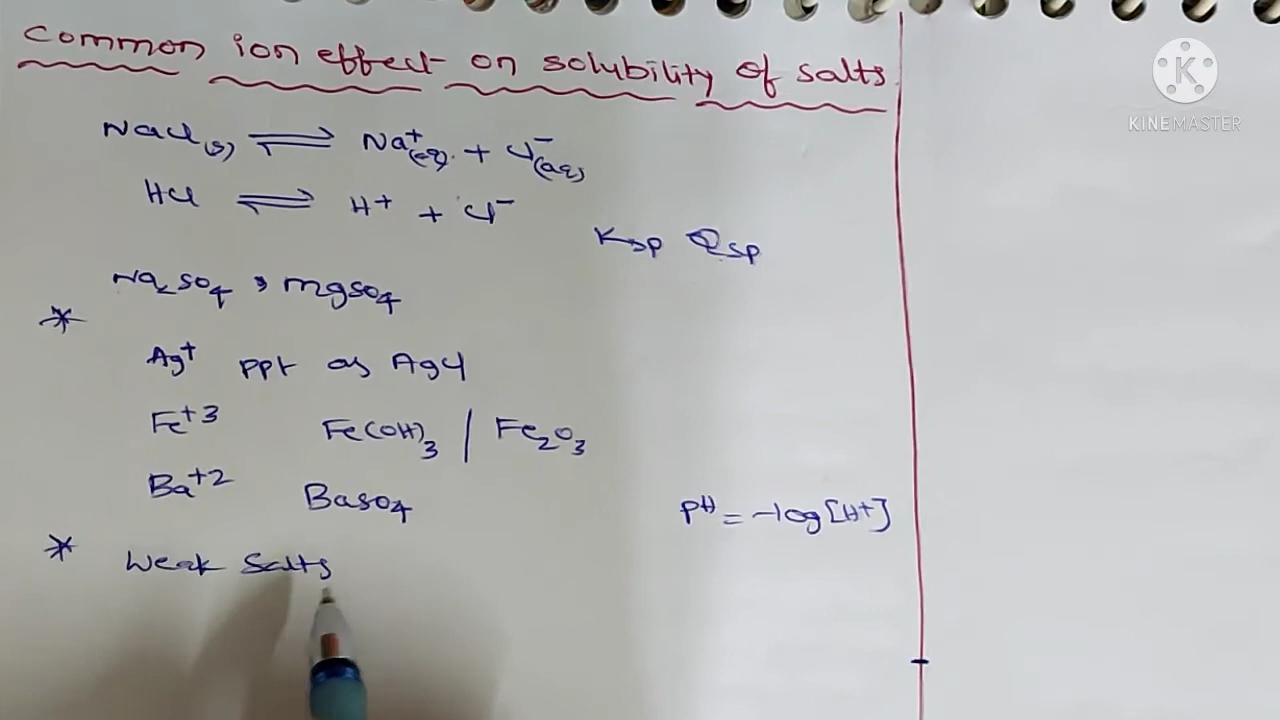 Common ion effect on solubility of salts
NaCl(s) ⇌ Na⁺(aq) + Cl⁻(aq)
HCl ⇌ H⁺ + Cl⁻
Ksp Qsp
Na₂SO₄ , MgSO₄
*
Ag⁺ ppt as AgCl
Fe⁺³ Fe(OH)₃ | Fe₂O₃
Ba⁺² BaSO₄
pH = -log[H⁺]
* Weak Salts
KINEMASTER